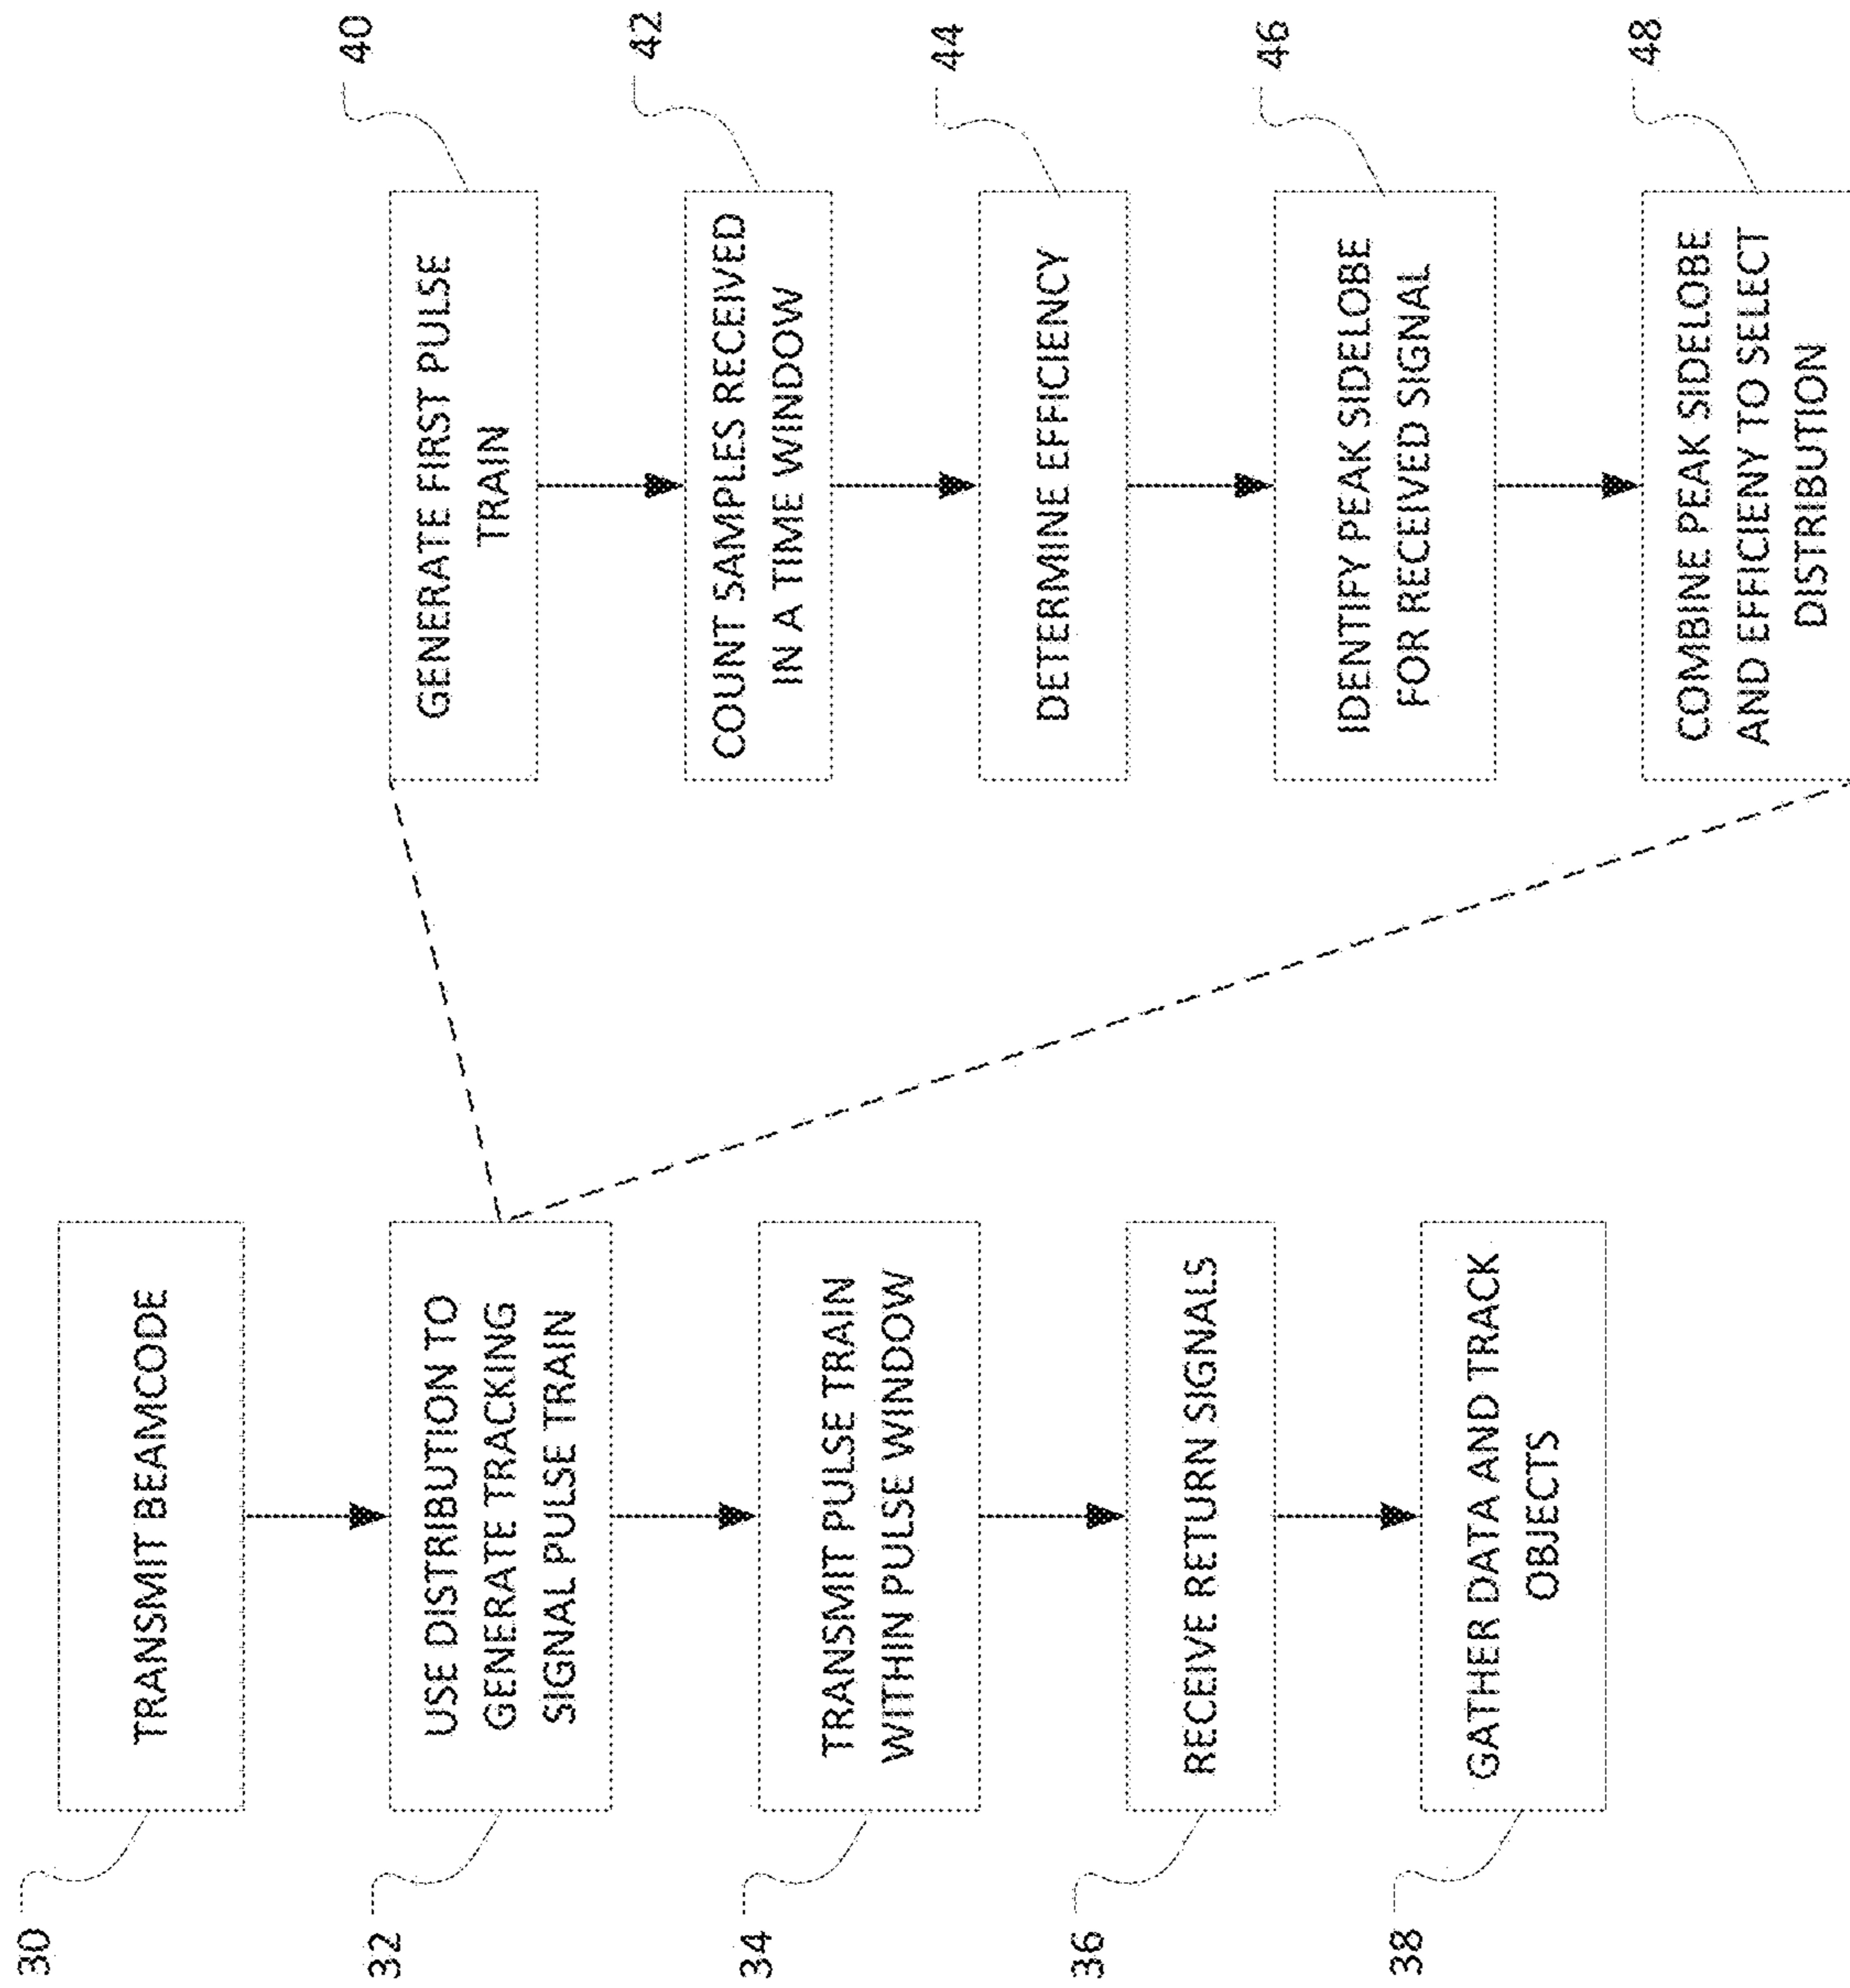 30
TRANSMIT BEAMCODE
32
USE DISTRIBUTION TO
GENERATE TRACKING
SIGNAL PULSE TRAIN
34
TRANSMIT PULSE TRAIN
WITHIN PULSE WINDOW
36
RECEIVE RETURN SIGNALS
38
GATHER DATA AND TRACK
OBJECTS
40
GENERATE FIRST PULSE
TRAIN
42
COUNT SAMPLES RECEIVED
IN A TIME WINDOW
44
DETERMINE EFFICIENCY
46
IDENTIFY PEAK SIDELOBE
FOR RECEIVED SIGNAL
48
COMBINE PEAK SIDELOBE
AND EFFICIENY TO SELECT
DISTRIBUTION